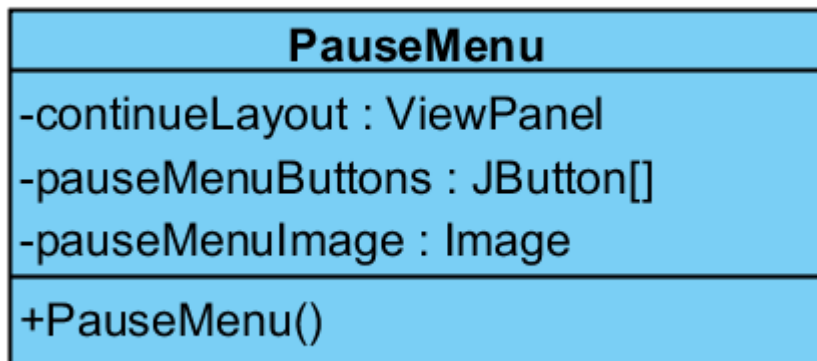 PauseMenu
-continueLayout : ViewPanel
-pauseMenuButtons : JButton[]
-pauseMenuImage : Image
+PauseMenu()